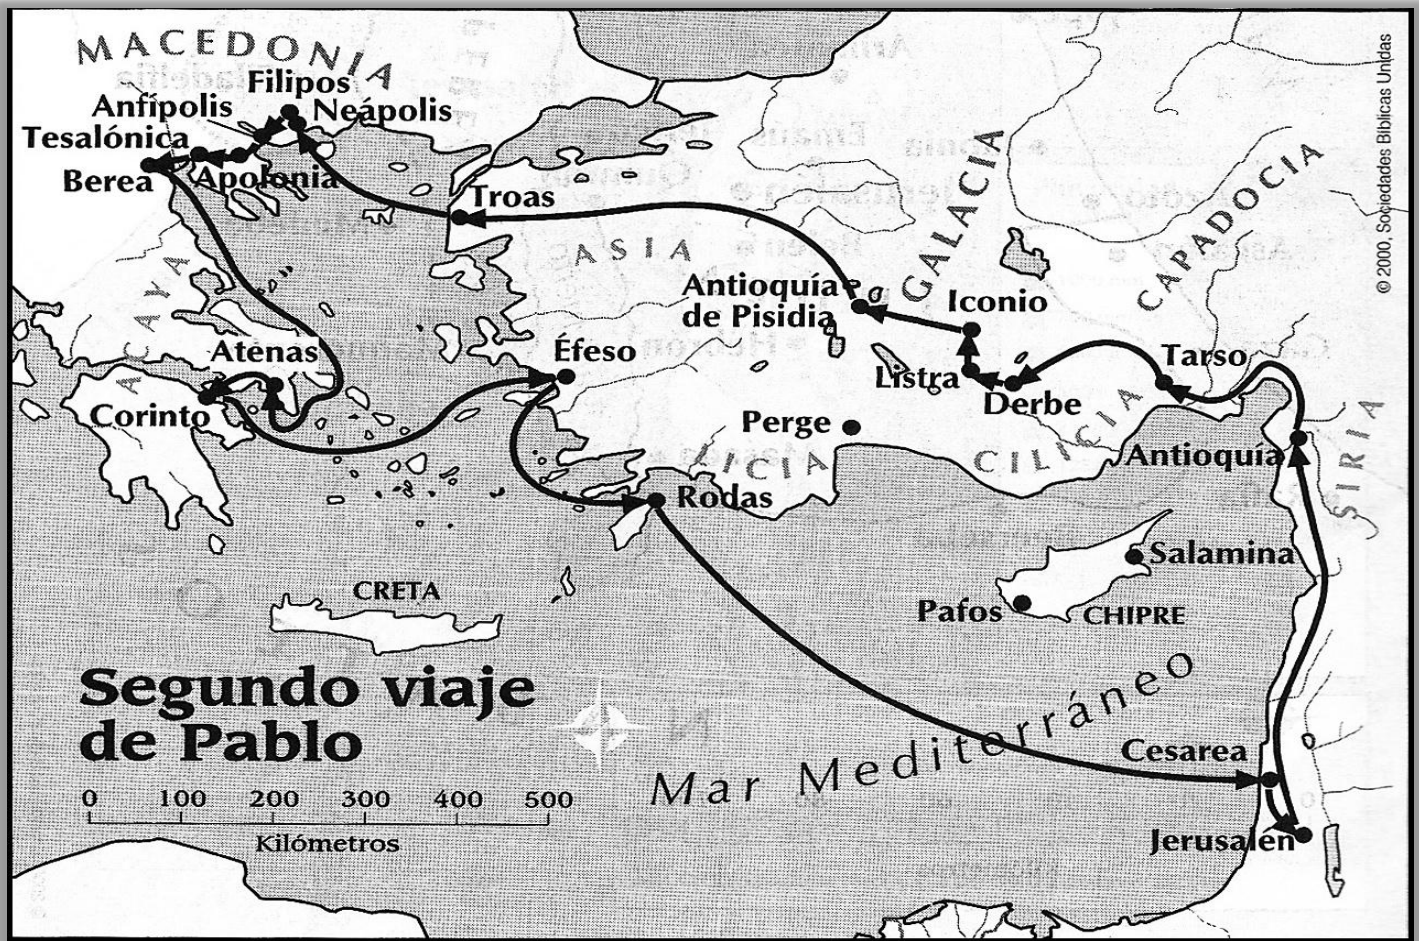 MACEDONIA
Filipos
Anfípolis
Neápolis
Tesalónica
Berea
Apolonia
Troas
ASIA
GALACIA
CAPADOCIA
© 2000, Sociedades Bíblicas Unidas
Antioquía
de Pisidia
Iconio
ACAYA
Atenas
Éfeso
Listra
Derbe
Tarso
Corinto
Perge
LICIA
CILICIA
Antioquía
SIRIA
Rodas
Salamina
CRETA
Pafos
CHIPRE
Segundo viaje
de Pablo
Mar Mediterráneo
Cesarea
0 100 200 300 400 500
Kilómetros
Jerusalén